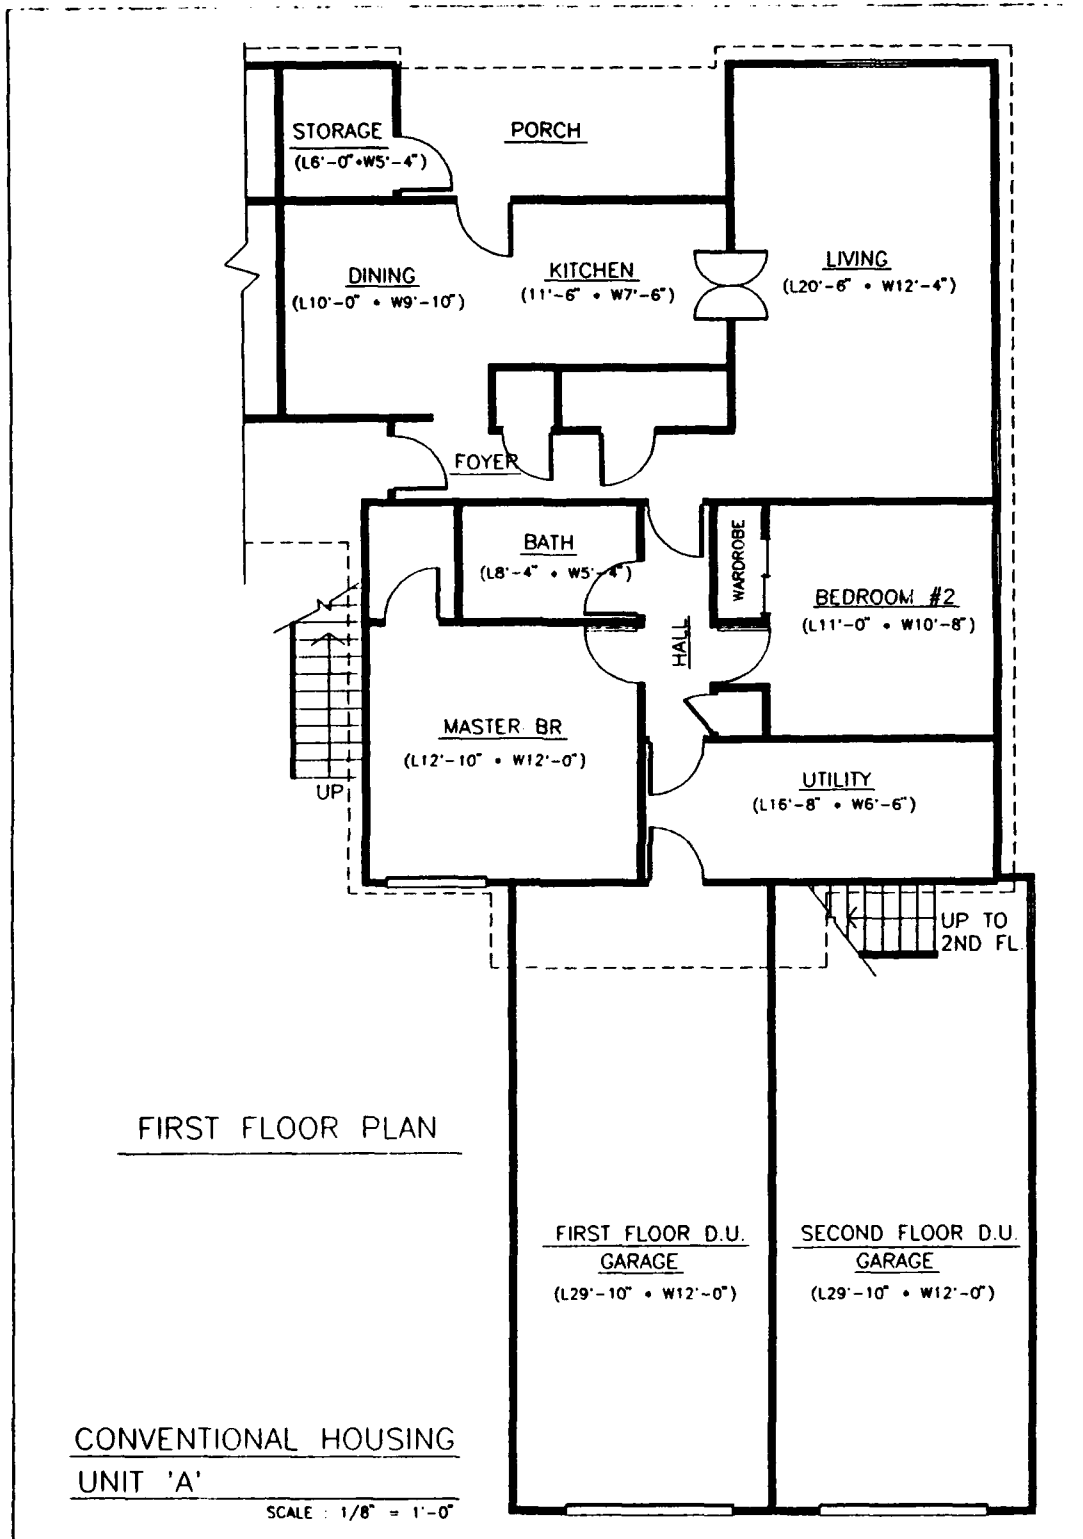 STORAGE
(L6'-0" • W5'-4")
PORCH
DINING
(L10'-0" • W9'-10")
KITCHEN
(11'-6" • W7'-6")
LIVING
(L20'-6" • W12'-4")
FOYER
BATH
(L8'-4" • W5'-4")
WARDROBE
BEDROOM #2
(L11'-0" • W10'-8")
HALL
MASTER BR
(L12'-10" • W12'-0")
UP
UTILITY
(L16'-8" • W6'-6")
UP TO
2ND FL.
FIRST FLOOR PLAN
FIRST FLOOR D.U.
GARAGE
(L29'-10" • W12'-0")
SECOND FLOOR D.U.
GARAGE
(L29'-10" • W12'-0")
CONVENTIONAL HOUSING
UNIT 'A'
SCALE : 1/8" = 1'-0"